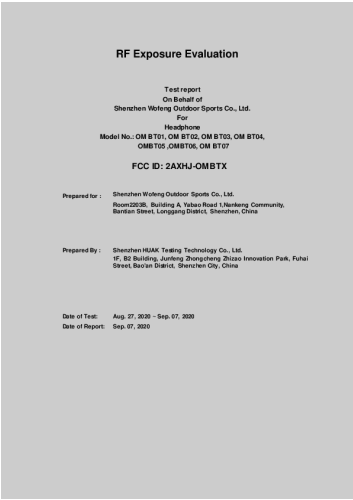 RF Exposure Evaluation
Test report
On Behalf of
Shenzhen Wofeng Outdoor Sports Co., Ltd.
For
Headphone
Model No.: OM BT01, OM BT02, OM BT03, OM BT04,
OMBT05 ,OMBT06, OM BT07
FCC ID: 2AXHJ-OMBTX
Prepared for : Shenzhen Wofeng Outdoor Sports Co., Ltd.
Room2203B, Building A, Yabao Road 1,Nankeng Community,
Bantian Street, Longgang District, Shenzhen, China
Prepared By : Shenzhen HUAK Testing Technology Co., Ltd.
1F, B2 Building, Junfeng Zhongcheng Zhizao Innovation Park, Fuhai
Street, Bao'an District, Shenzhen City, China
Date of Test: Aug. 27, 2020 ~ Sep. 07, 2020
Date of Report: Sep. 07, 2020